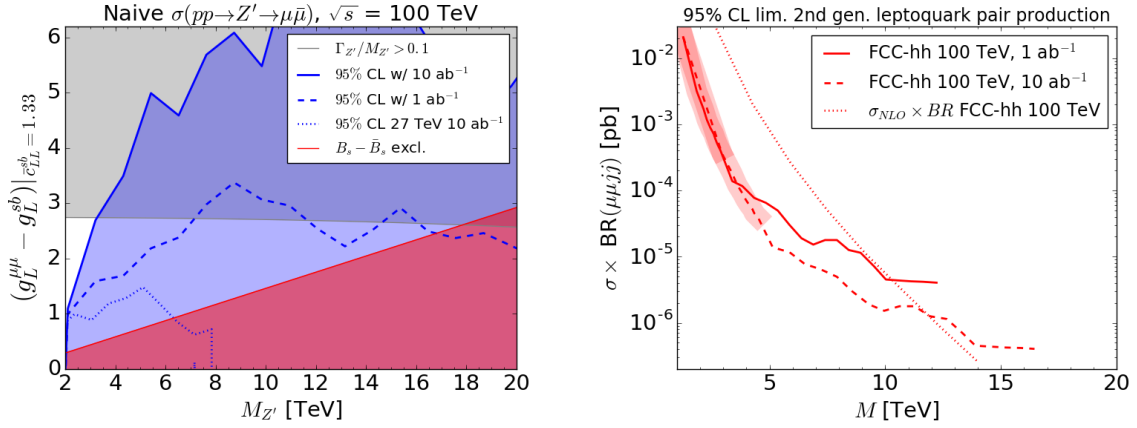 Naive σ(pp→Z′→μμ̄), √s = 100 TeV
(g_L^{μμ} − g_L^{sb})|_{c̄_{LL}^{sb}=1.33}
6
5
4
3
2
1
0
Γ_{Z′}/M_{Z′}>0.1
95% CL w/ 10 ab⁻¹
95% CL w/ 1 ab⁻¹
95% CL 27 TeV 10 ab⁻¹
B_s − B̄_s excl.
2 4 6 8 10 12 14 16 18 20
M_{Z′} [TeV]
95% CL lim. 2nd gen. leptoquark pair production
σ× BR(μμjj) [pb]
10⁻²
10⁻³
10⁻⁴
10⁻⁵
10⁻⁶
FCC-hh 100 TeV, 1 ab⁻¹
FCC-hh 100 TeV, 10 ab⁻¹
σ_{NLO} × BR FCC-hh 100 TeV
5 10 15 20
M [TeV]